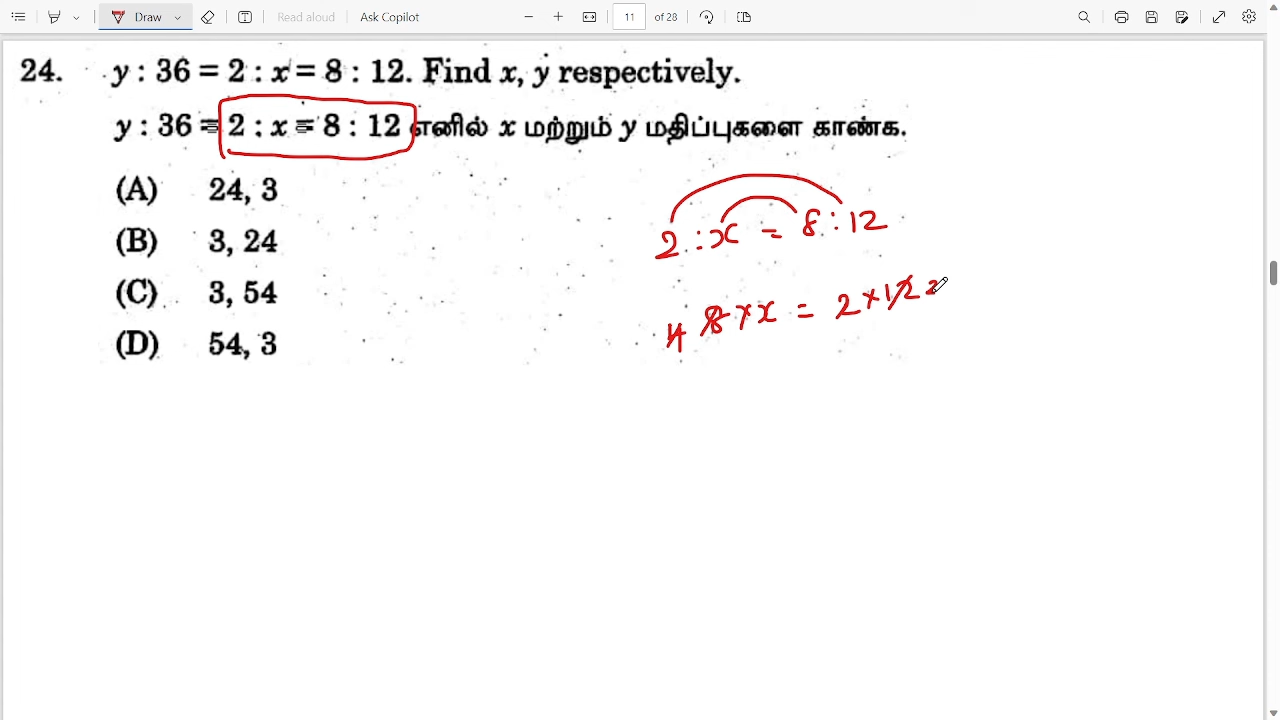 Draw
Read aloud
Ask Copilot
11 of 28
24. y : 36 = 2 : x = 8 : 12. Find x, y respectively.
y : 36 = 2 : x = 8 : 12 எனில் x மற்றும் y மதிப்புகளை காண்க.
(A) 24, 3
(B) 3, 24
(C) 3, 54
(D) 54, 3
2 : x = 8 : 12
4 8 × x = 2 × 12